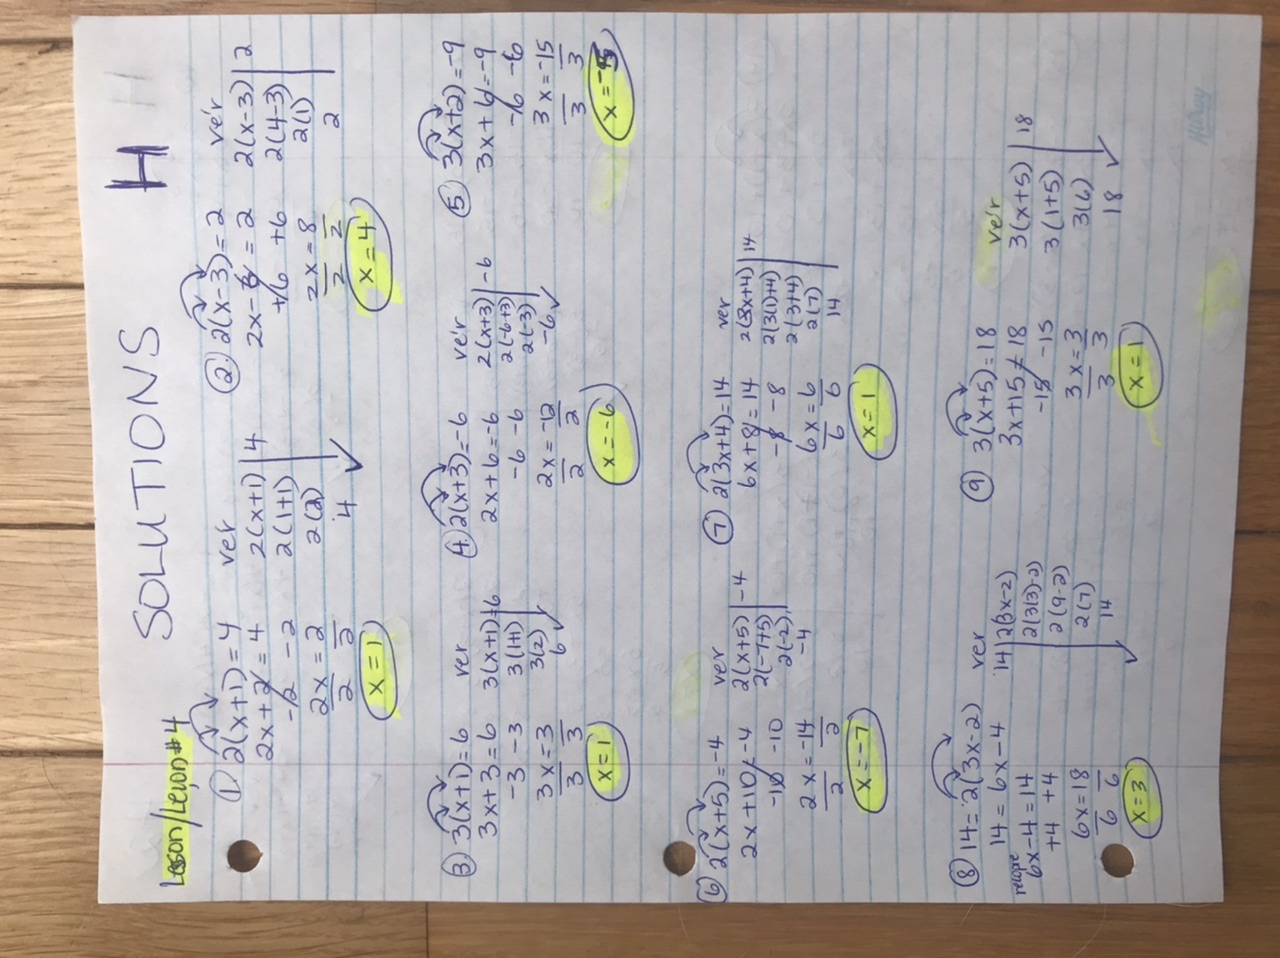 Lesson/Leçon #4
SOLUTIONS H H
① 2(x+1)=4
2x+2=4
-2 -2
2x=2
2 2
x=1
ver
2(x+1)|4
2(1+1)
2(2)
4
② 2(x-3)=2
2x-6=2
+6 +6
2x=8
2 2
x=4
ver
2(x-3)|2
2(4-3)
2(1)
2
③ 3(x+1)=6
3x+3=6
-3 -3
3x=3
3 3
x=1
ver
3(x+1)=6
3(1+1)
3(2)
6
④ 2(x+3)=-6
2x+6=-6
-6 -6
2x=-12
2 2
x=-6
ver
2(x+3)|-6
2(-6+3)
2(-3)
-6
⑤ 3(x+2)=-9
3x+6=-9
-6 -6
3x=-15
3 3
x=-5
⑥ 2(x+5)=-4
2x+10=-4
-10 -10
2x=-14
2 2
x=-7
ver
2(x+5)|-4
2(-7+5)
2(-2)
-4
⑦ 2(3x+4)=14
6x+8=14
-8 -8
6x=6
6 6
x=1
ver
2(3x+4)|14
2(3(1)+4)
2(3+4)
2(7)
14
⑧ 14=2(3x-2)
14=6x-4
6x-4=14
+4 +4
6x=18
6 6
x=3
ver
14|2(3x-2)
2(3(3)-2)
2(9-2)
2(7)
14
⑨ 3(x+5)=18
3x+15=18
-15 -15
3x=3
3 3
x=1
ver
3(x+5)|18
3(1+5)
3(6)
18